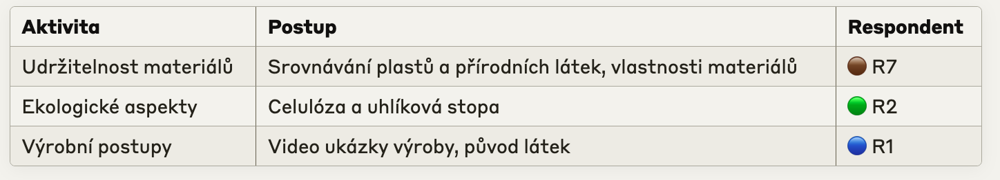 Aktivita Postup Respondent
Udržitelnost materiálů Srovnávání plastů a přírodních látek, vlastnosti materiálů 🟤 R7
Ekologické aspekty Celulóza a uhlíková stopa 🟢 R2
Výrobní postupy Video ukázky výroby, původ látek 🔵 R1